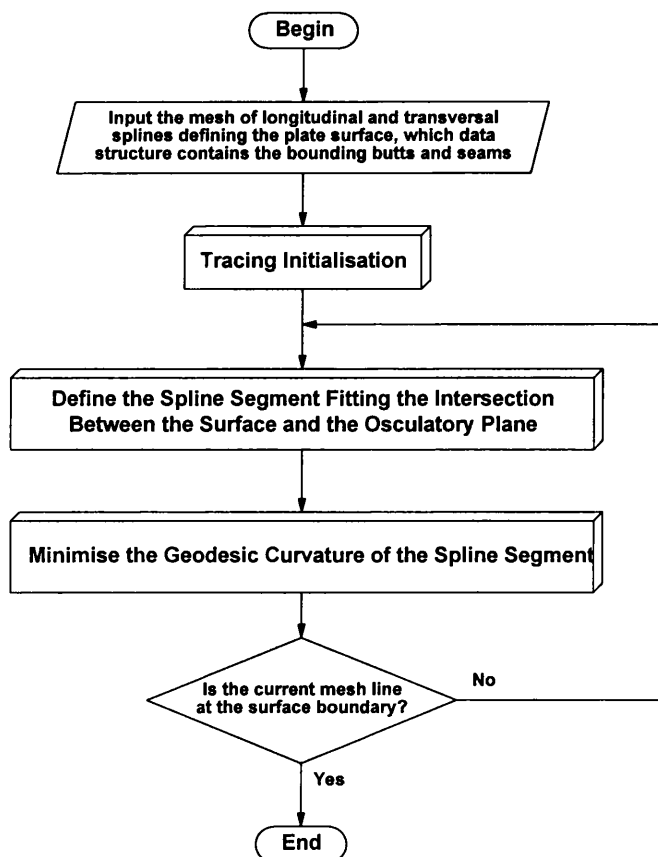 Begin
Input the mesh of longitudinal and transversal
splines defining the plate surface, which data
structure contains the bounding butts and seams
Tracing Initialisation
Define the Spline Segment Fitting the Intersection
Between the Surface and the Osculatory Plane
Minimise the Geodesic Curvature of the Spline Segment
Is the current mesh line
at the surface boundary?
No
Yes
End